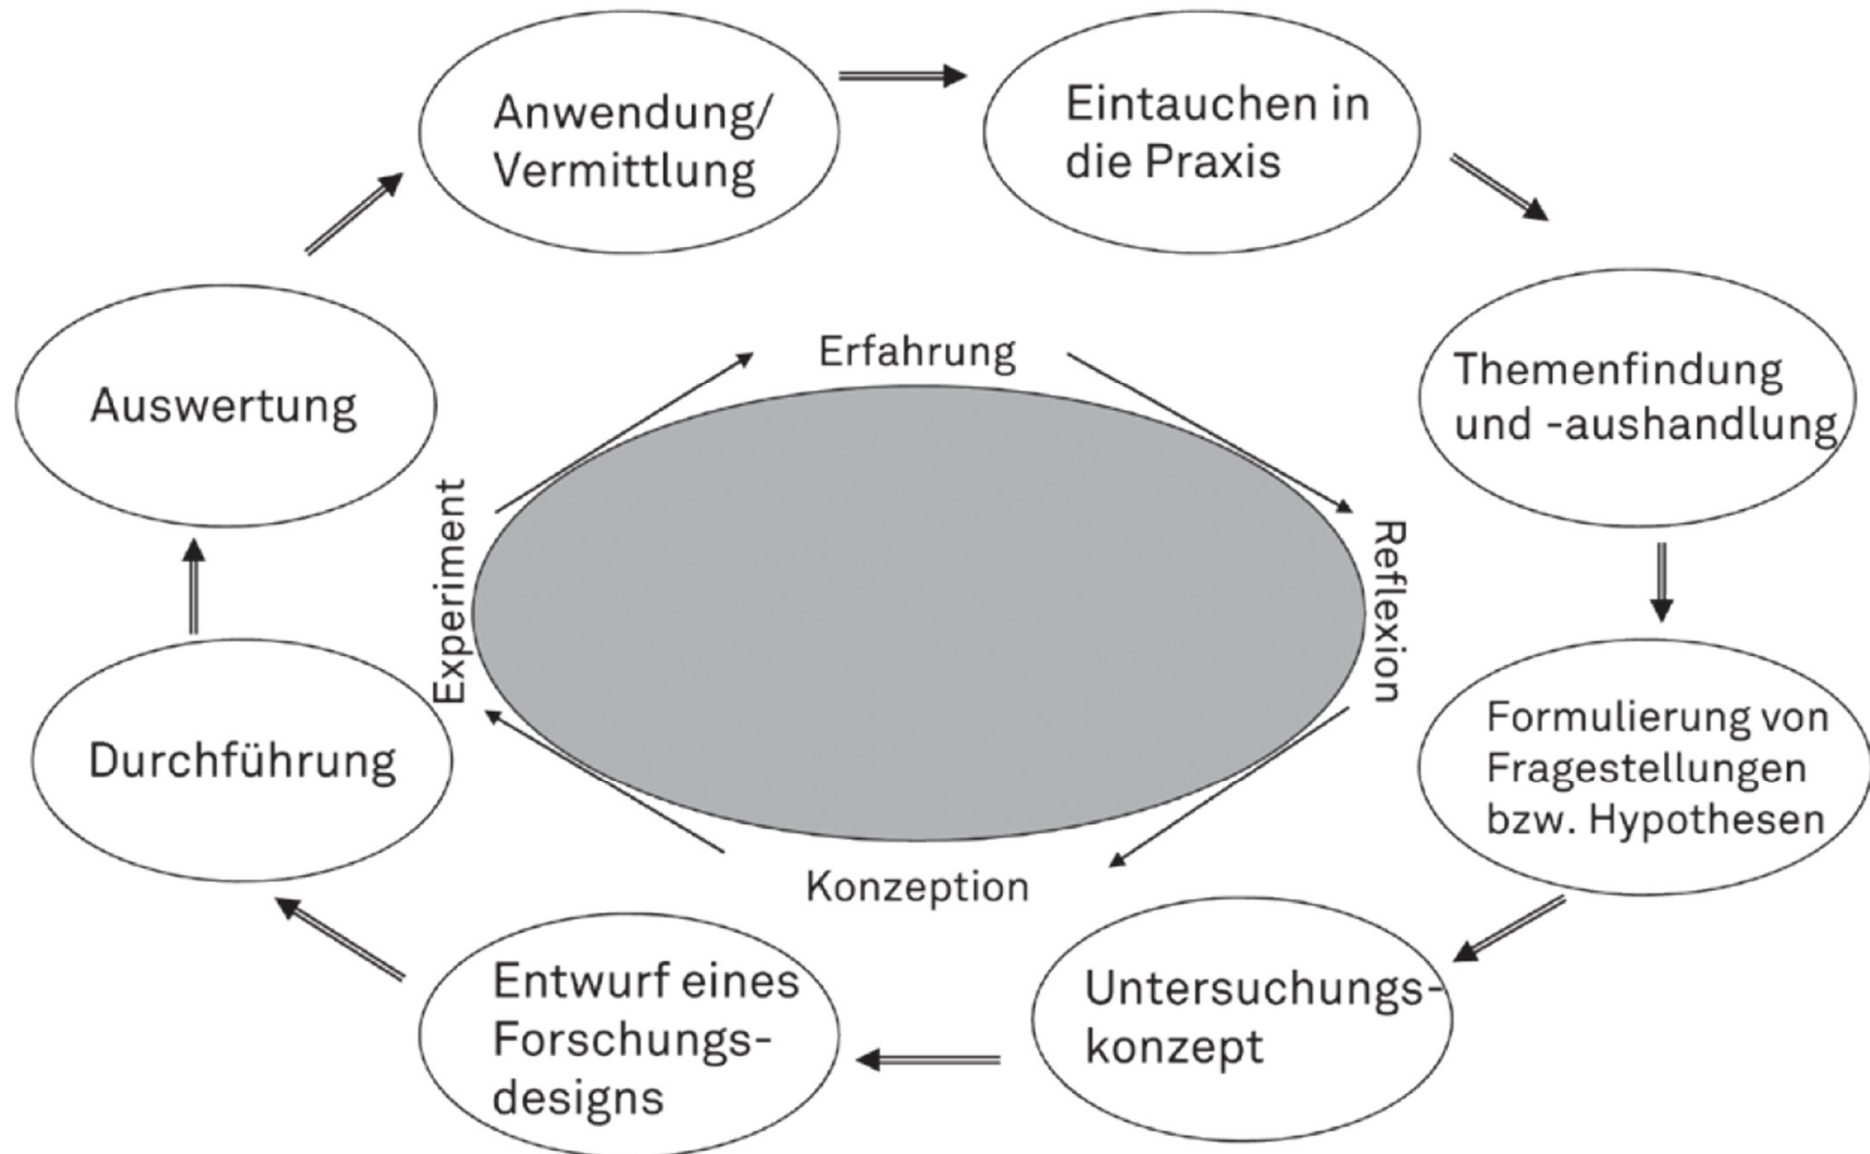 Anwendung/
Vermittlung
Eintauchen in
die Praxis
Themenfindung
und -aushandlung
Formulierung von
Fragestellungen
bzw. Hypothesen
Untersuchungs-
konzept
Entwurf eines
Forschungs-
designs
Durchführung
Auswertung
Erfahrung
Reflexion
Konzeption
Experiment